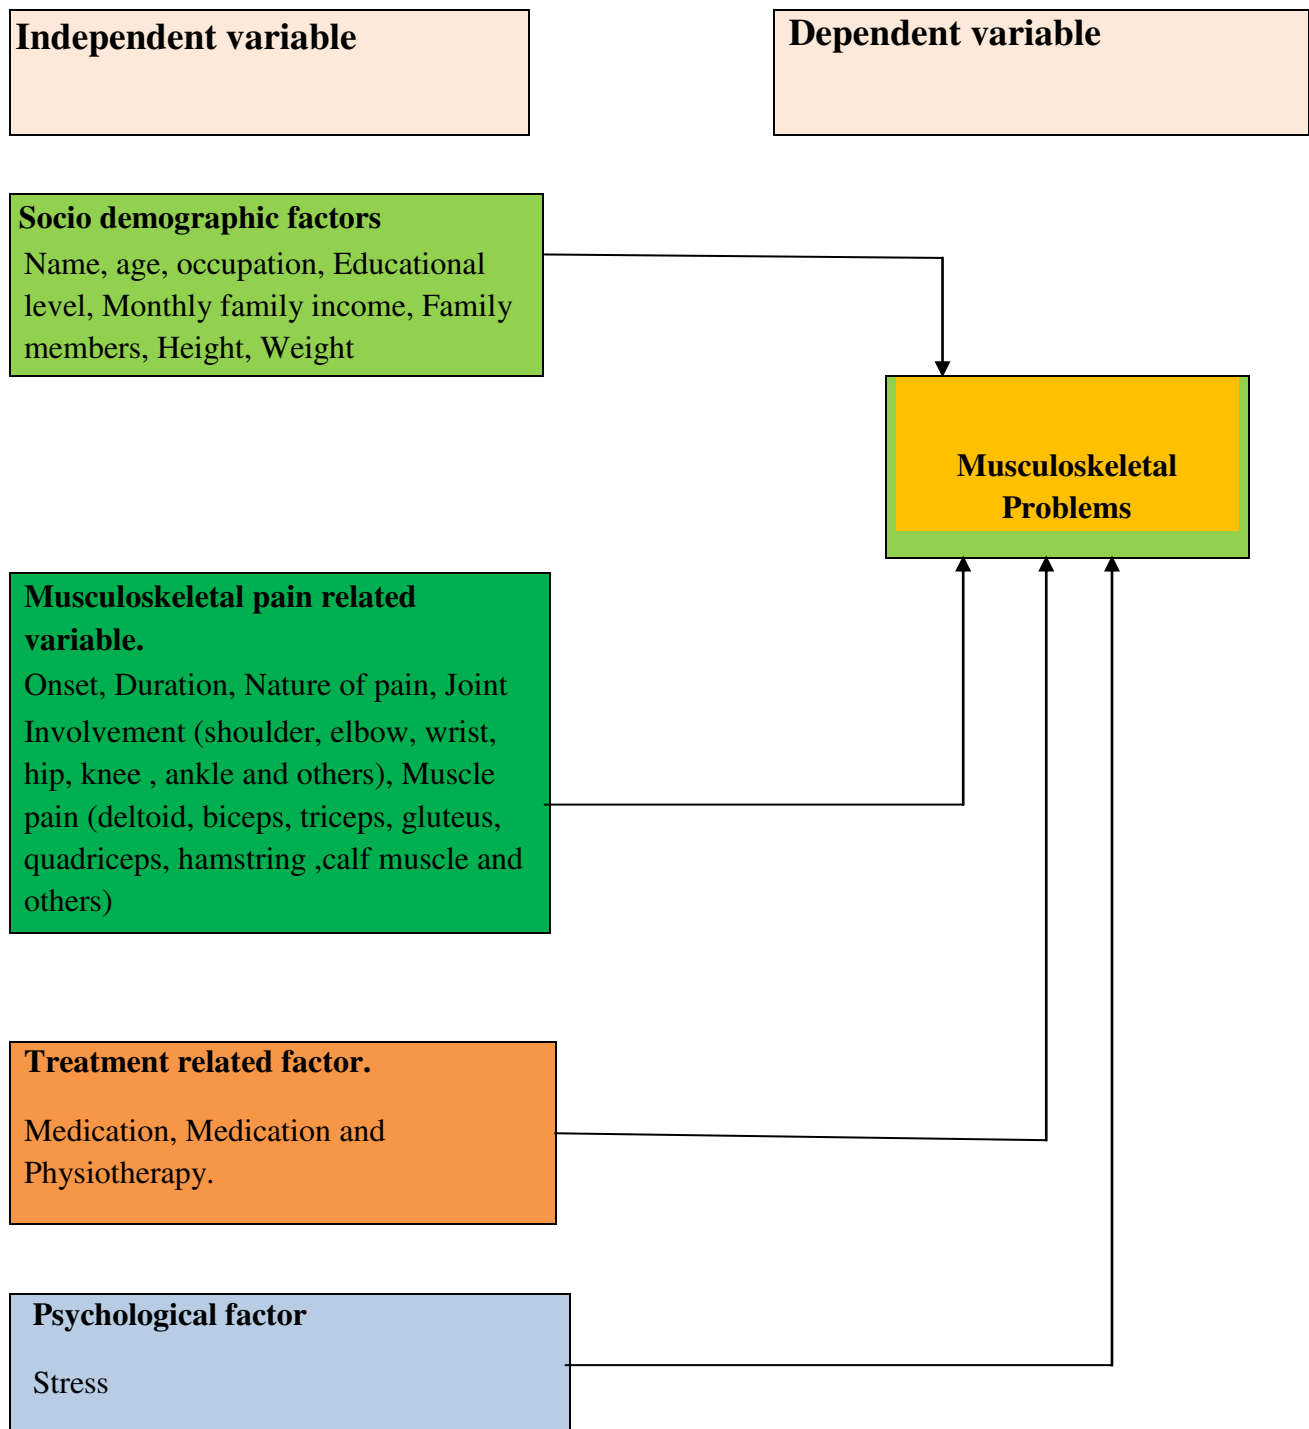 Independent variable
Dependent variable
Socio demographic factors
Name, age, occupation, Educational
level, Monthly family income, Family
members, Height, Weight
Musculoskeletal
Problems
Musculoskeletal pain related
variable.
Onset, Duration, Nature of pain, Joint
Involvement (shoulder, elbow, wrist,
hip, knee , ankle and others), Muscle
pain (deltoid, biceps, triceps, gluteus,
quadriceps, hamstring ,calf muscle and
others)
Treatment related factor.
Medication, Medication and
Physiotherapy.
Psychological factor
Stress